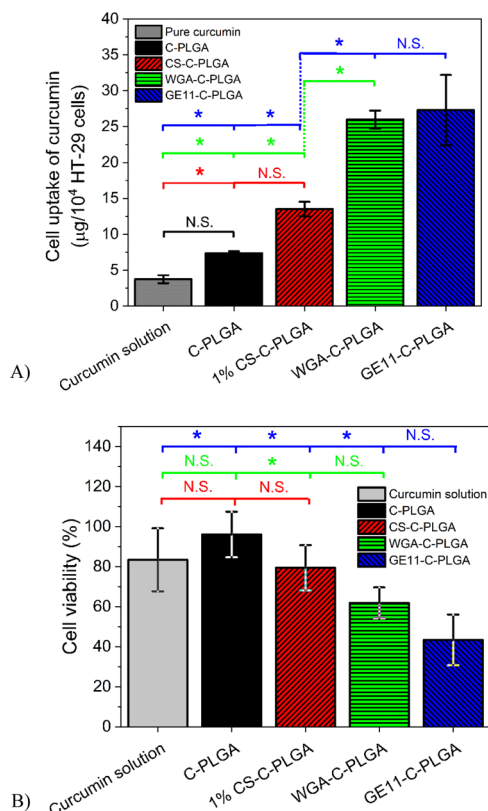 Pure curcumin
C-PLGA
CS-C-PLGA
WGA-C-PLGA
GE11-C-PLGA
* N.S.
*
* *
* *
* N.S.
N.S.
Cell uptake of curcumin
(µg/10⁴ HT-29 cells)
40
35
30
25
20
15
10
5
0
Curcumin solution
C-PLGA
1% CS-C-PLGA
WGA-C-PLGA
GE11-C-PLGA
A)
* * * N.S.
N.S. * N.S.
N.S. N.S.
Curcumin solution
C-PLGA
CS-C-PLGA
WGA-C-PLGA
GE11-C-PLGA
Cell viability (%)
140
120
100
80
60
40
20
0
Curcumin solution
C-PLGA
1% CS-C-PLGA
WGA-C-PLGA
GE11-C-PLGA
B)